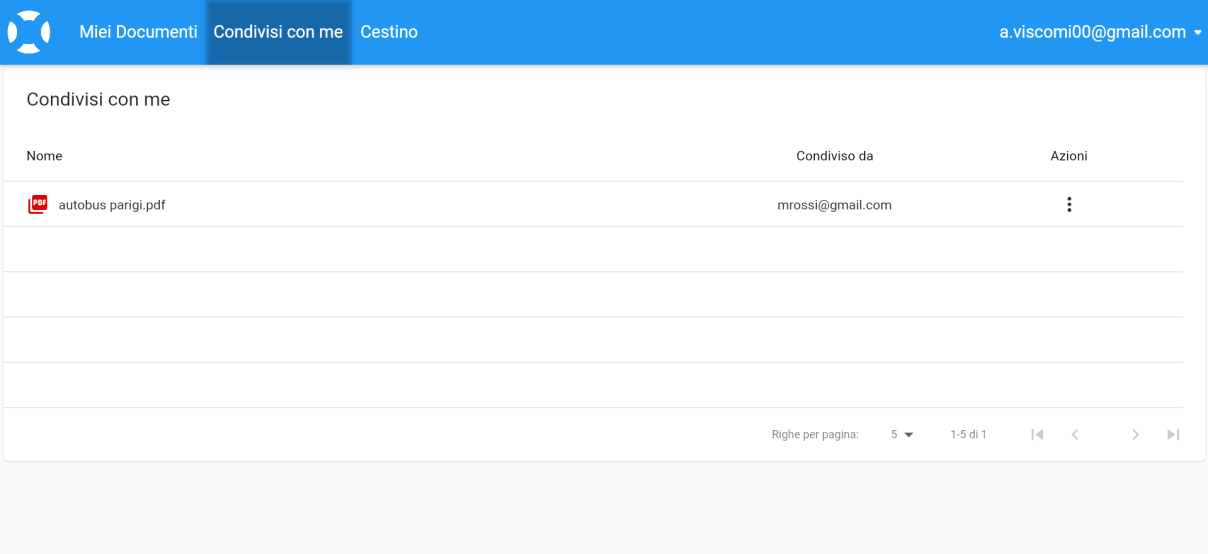 Miei Documenti Condivisi con me Cestino a.viscomi00@gmail.com
Condivisi con me
Nome Condiviso da Azioni
PDF autobus parigi.pdf mrossi@gmail.com
Righe per pagina: 5 1-5 di 1